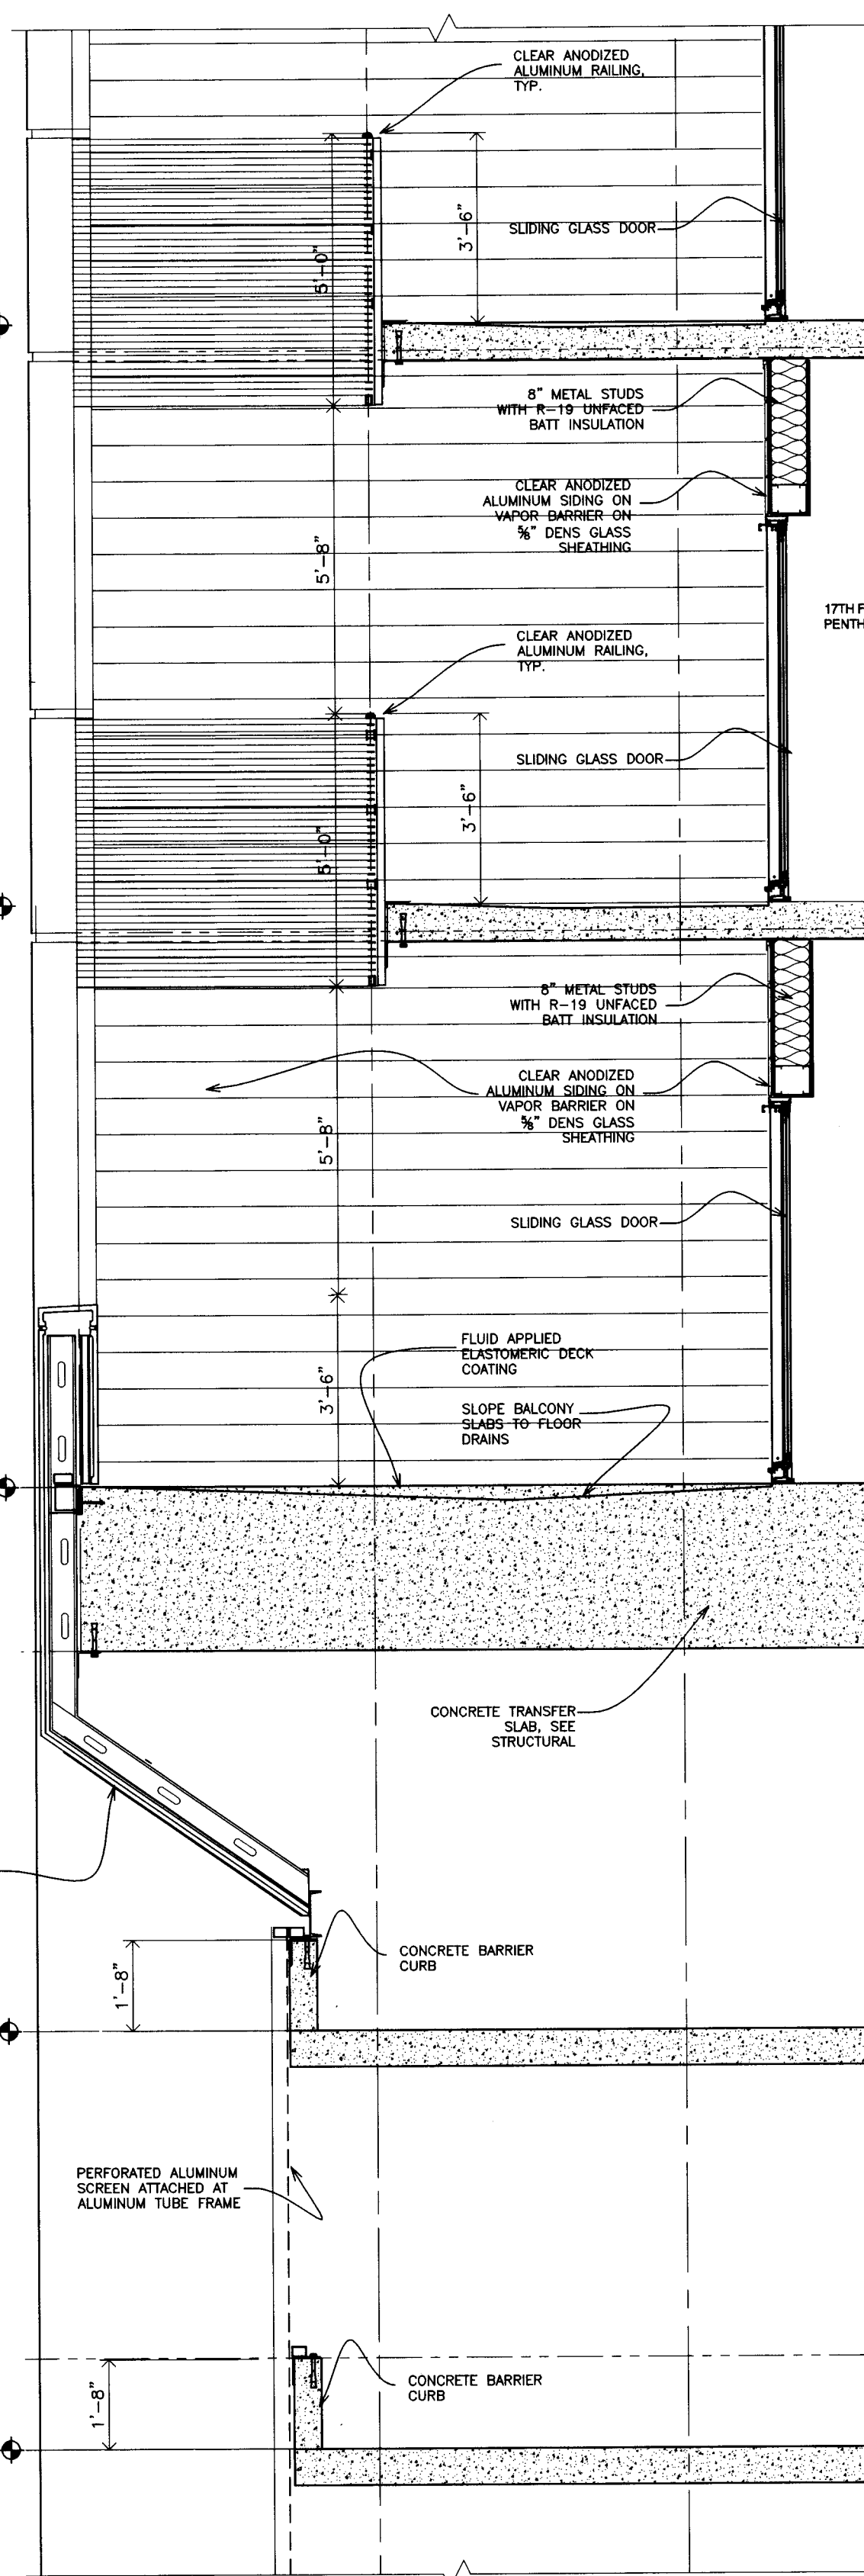 CLEAR ANODIZED
ALUMINUM RAILING,
TYP.
5'-0"
3'-6"
SLIDING GLASS DOOR
8" METAL STUDS
WITH R-19 UNFACED
BATT INSULATION
CLEAR ANODIZED
ALUMINUM SIDING ON
VAPOR BARRIER ON
⅝" DENS GLASS
SHEATHING
5'-8"
17TH F
PENTH
CLEAR ANODIZED
ALUMINUM RAILING,
TYP.
SLIDING GLASS DOOR
3'-6"
5'-0"
8" METAL STUDS
WITH R-19 UNFACED
BATT INSULATION
CLEAR ANODIZED
ALUMINUM SIDING ON
VAPOR BARRIER ON
⅝" DENS GLASS
SHEATHING
5'-8"
SLIDING GLASS DOOR
FLUID APPLIED
ELASTOMERIC DECK
COATING
3'-6"
SLOPE BALCONY
SLABS TO FLOOR
DRAINS
CONCRETE TRANSFER
SLAB, SEE
STRUCTURAL
CONCRETE BARRIER
CURB
1'-8"
PERFORATED ALUMINUM
SCREEN ATTACHED AT
ALUMINUM TUBE FRAME
CONCRETE BARRIER
CURB
1'-8"